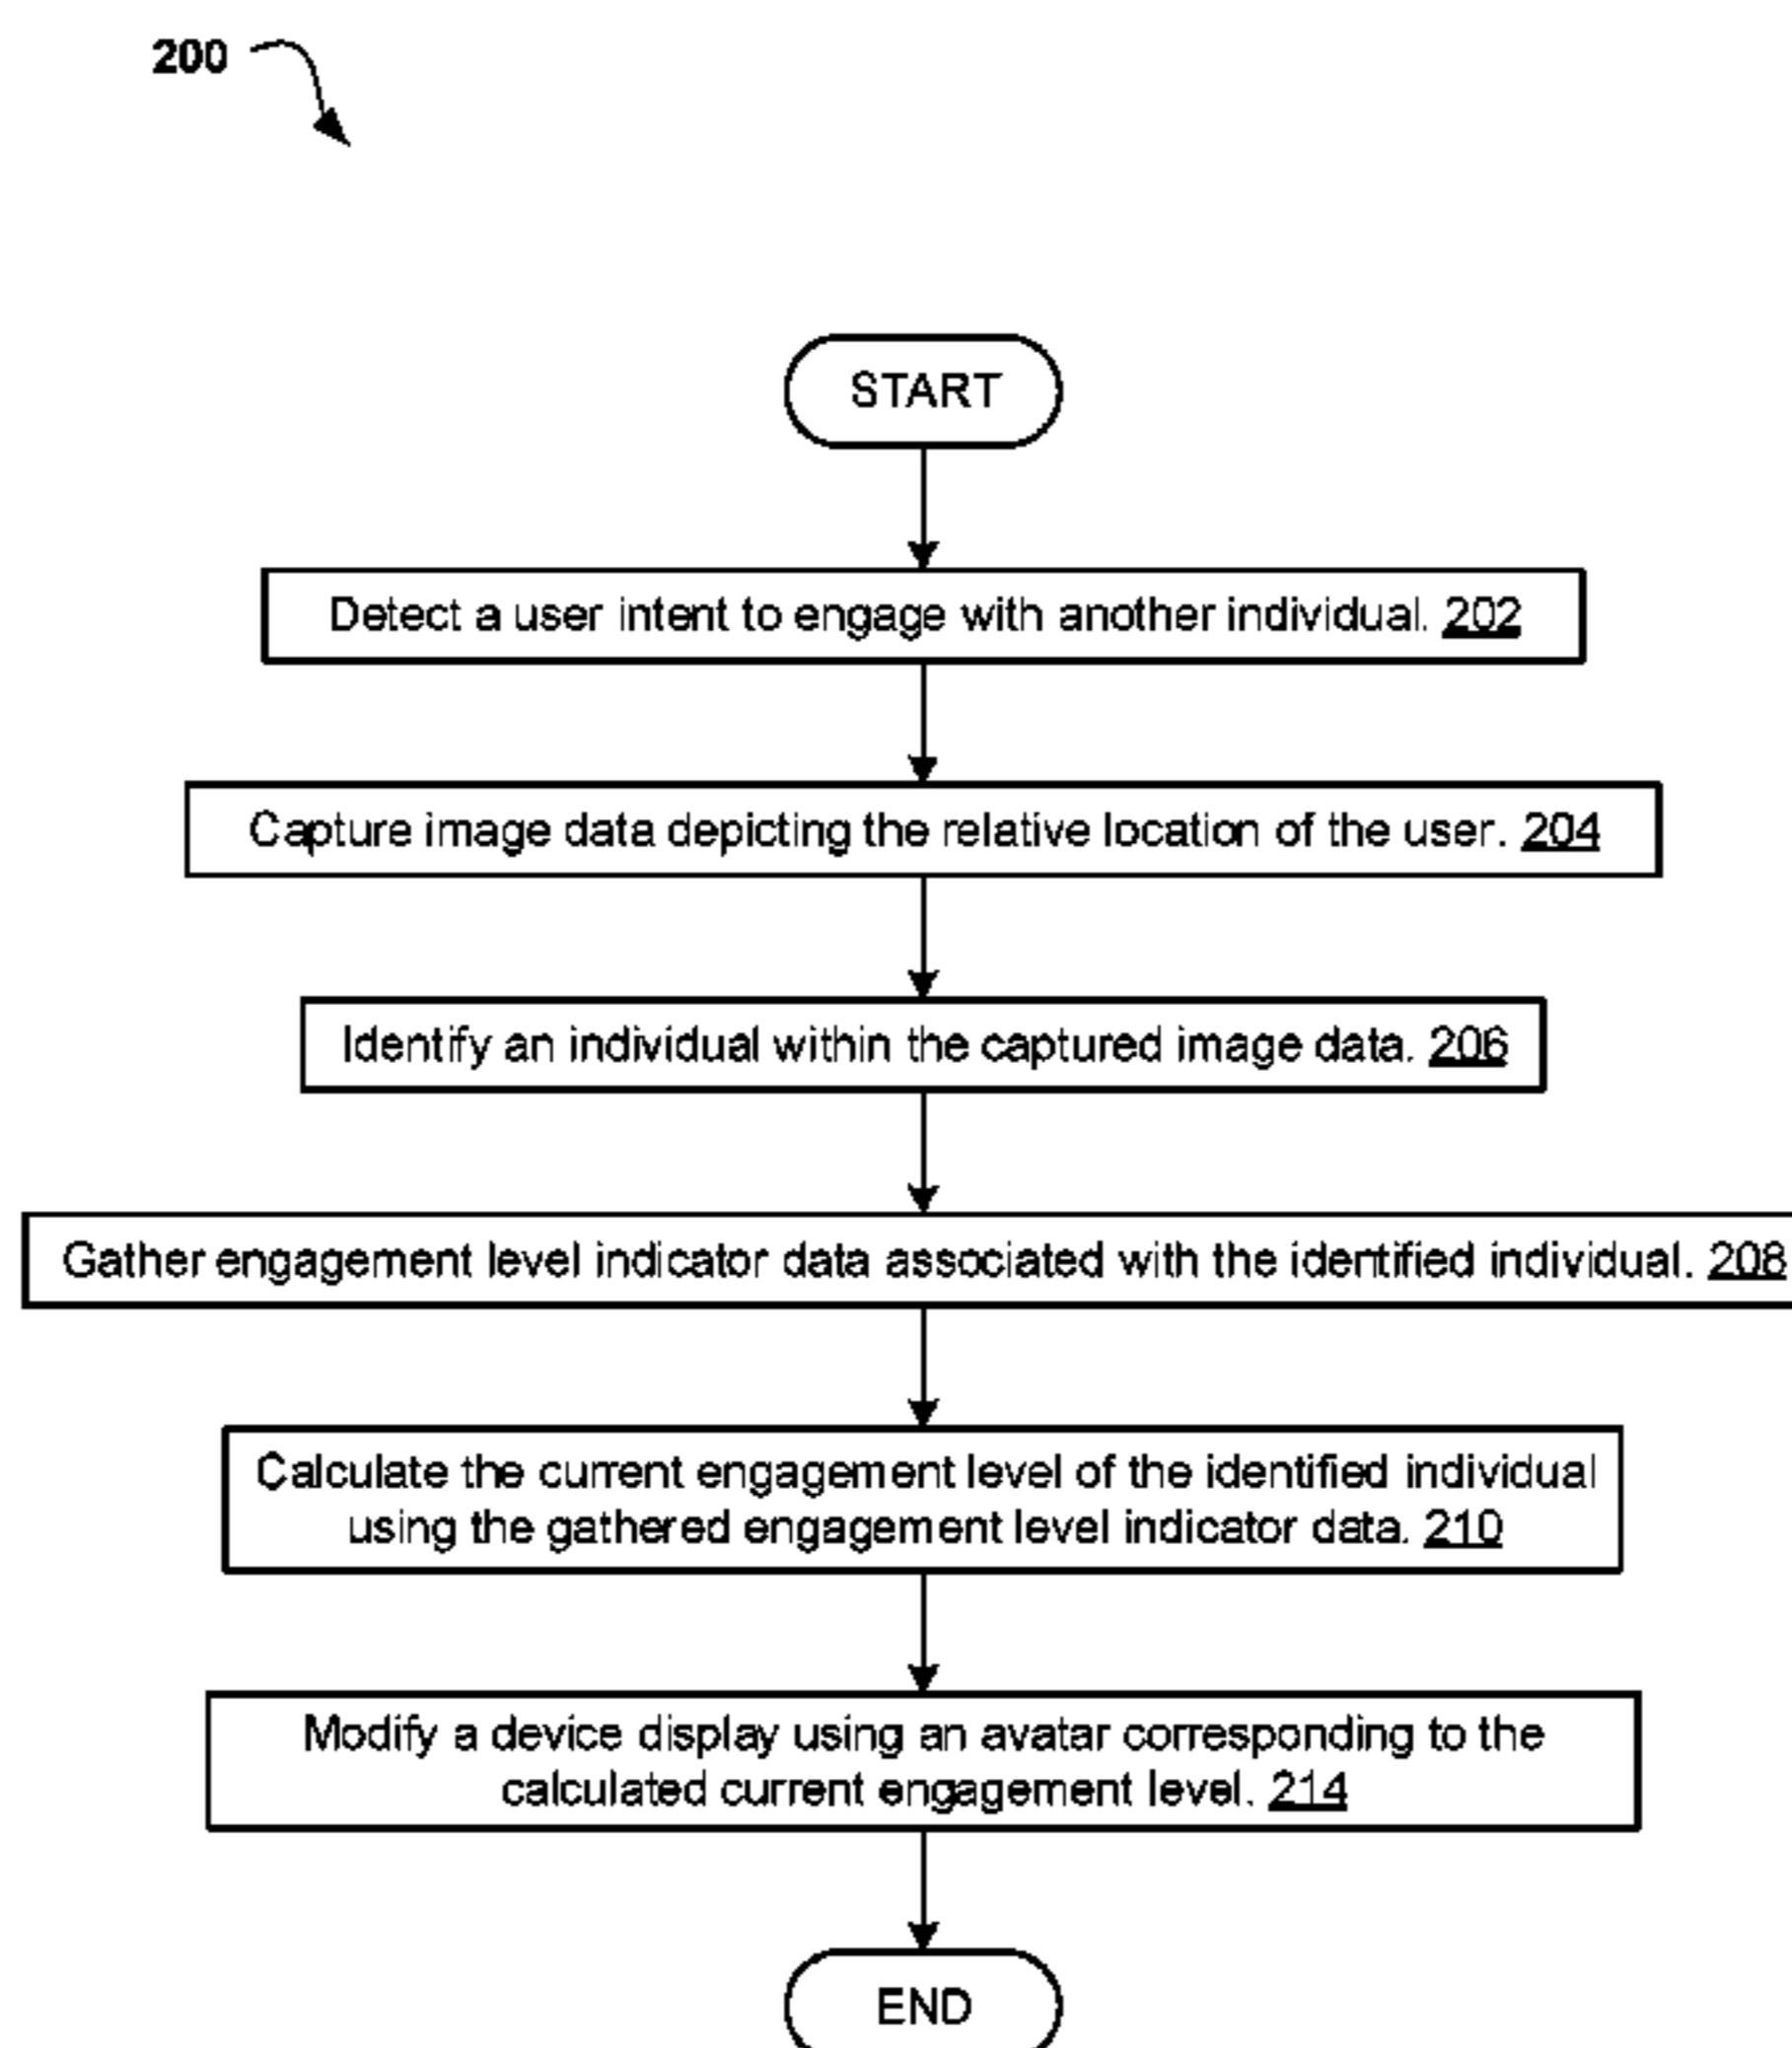 200
START
Detect a user intent to engage with another individual. 202
Capture image data depicting the relative location of the user. 204
Identify an individual within the captured image data. 206
Gather engagement level indicator data associated with the identified individual. 208
Calculate the current engagement level of the identified individual
using the gathered engagement level indicator data. 210
Modify a device display using an avatar corresponding to the
calculated current engagement level. 214
END